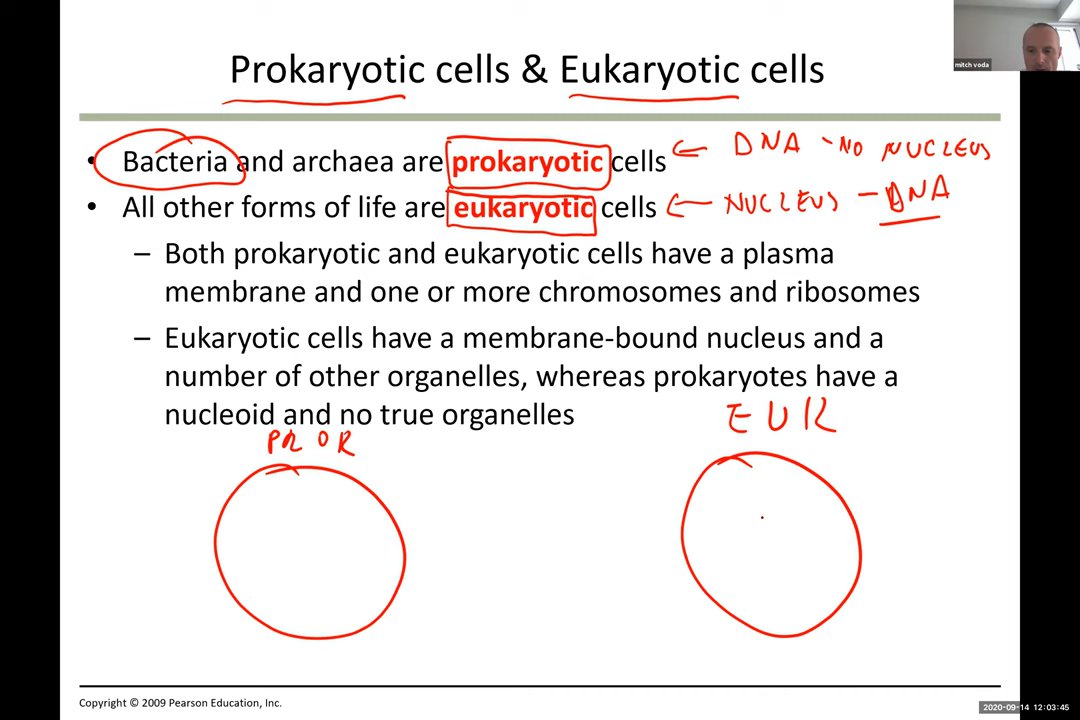 mitch voda
Prokaryotic cells & Eukaryotic cells
• Bacteria and archaea are prokaryotic cells ← DNA - NO NUCLEUS
• All other forms of life are eukaryotic cells ← NUCLEUS - DNA
– Both prokaryotic and eukaryotic cells have a plasma
membrane and one or more chromosomes and ribosomes
– Eukaryotic cells have a membrane-bound nucleus and a
number of other organelles, whereas prokaryotes have a
nucleoid and no true organelles
PROK
EUK
Copyright © 2009 Pearson Education, Inc.
2020-09-14 12:03:45